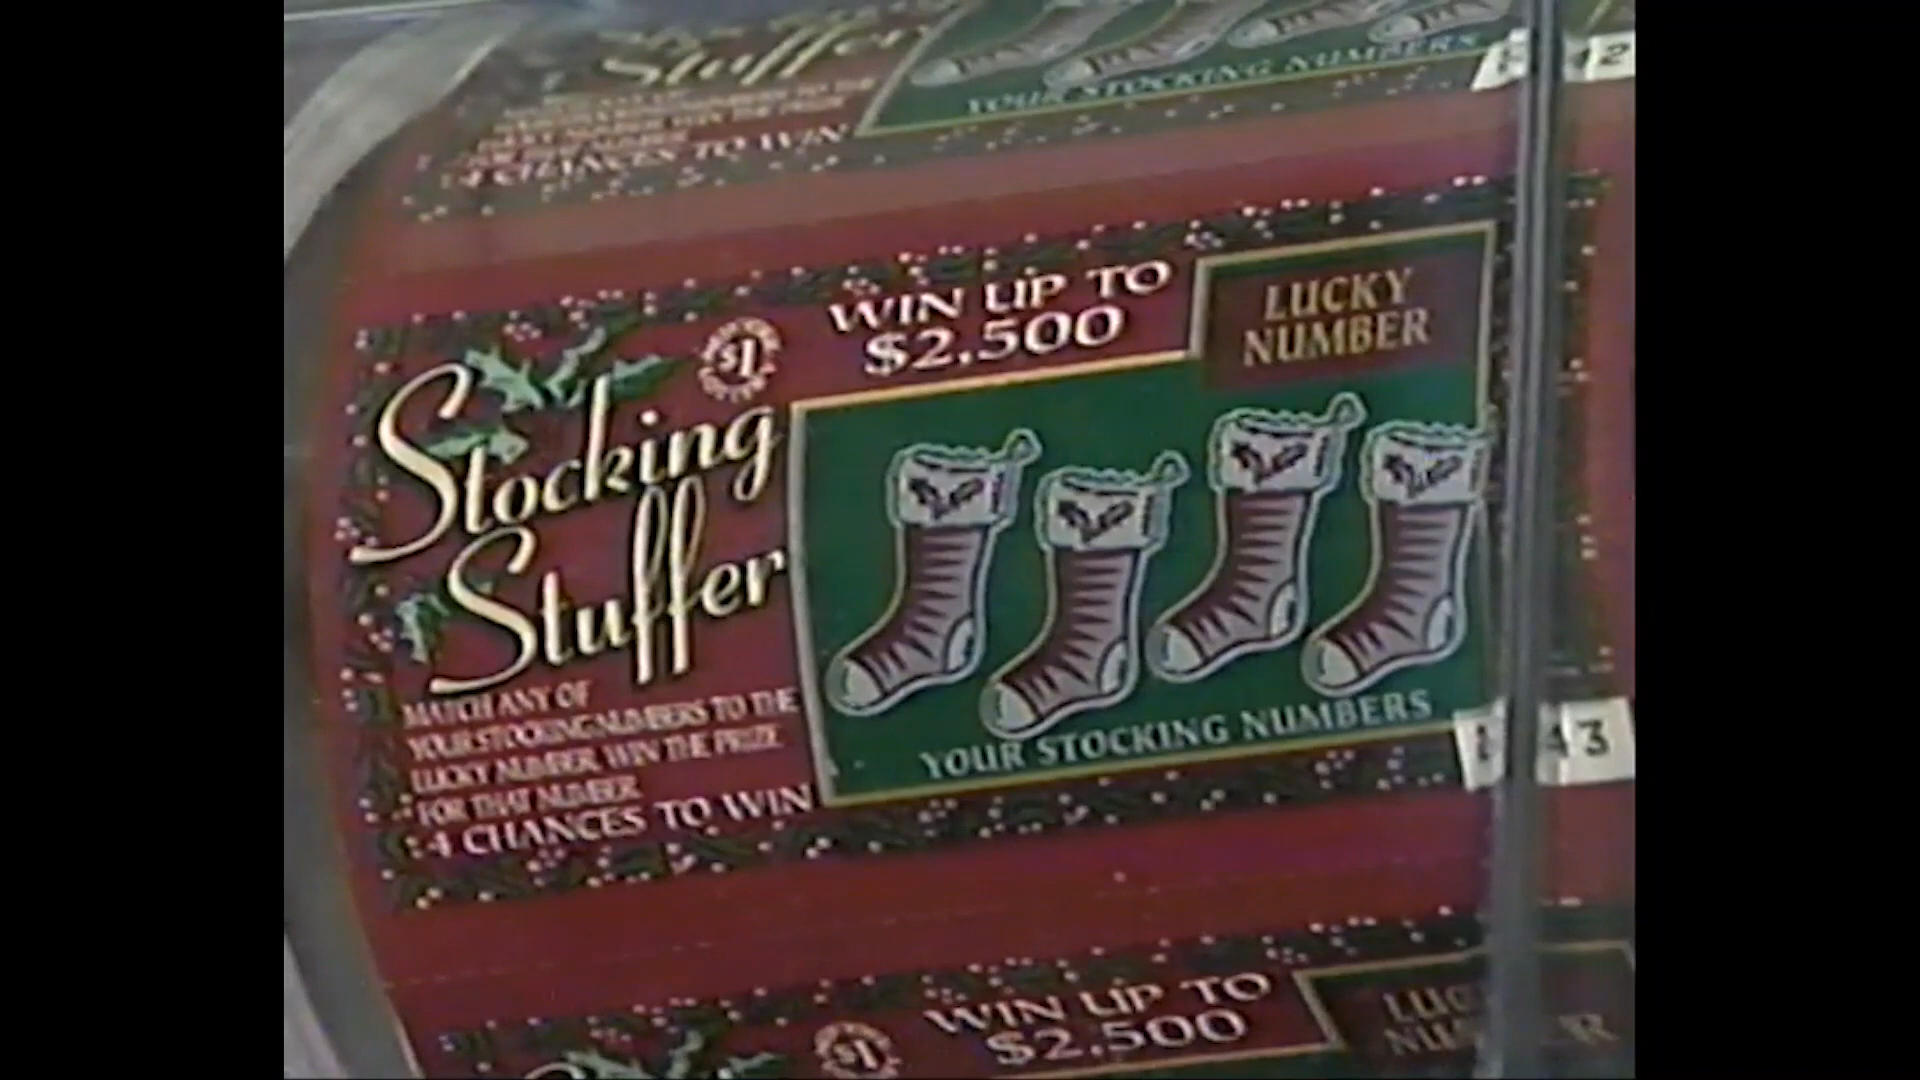 Stuffer
YOUR STOCKING NUMBERS
4 CHANCES TO WIN
2
WIN UP TO
$2,500
LUCKY
NUMBER
$1
Stocking
Stuffer
MATCH ANY OF
YOUR STOCKING NUMBERS TO THE
LUCKY NUMBER, WIN THE PRIZE
FOR THAT NUMBER
4 CHANCES TO WIN
YOUR STOCKING NUMBERS
43
WIN UP TO
$2,500
$1